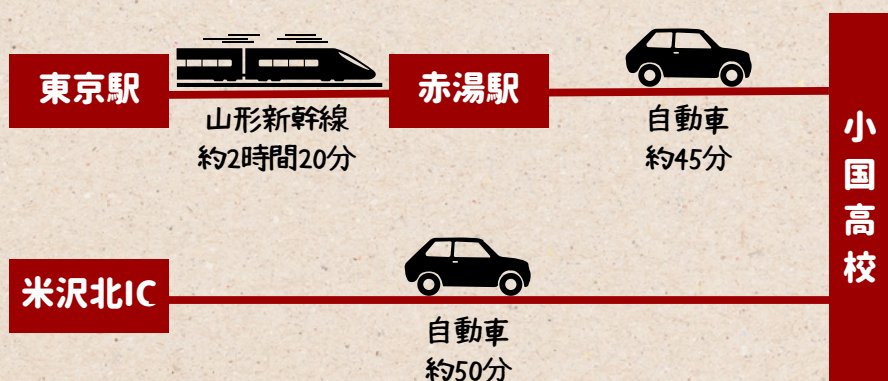 東京駅
山形新幹線
約2時間20分
赤湯駅
自動車
約45分
小国高校
米沢北IC
自動車
約50分